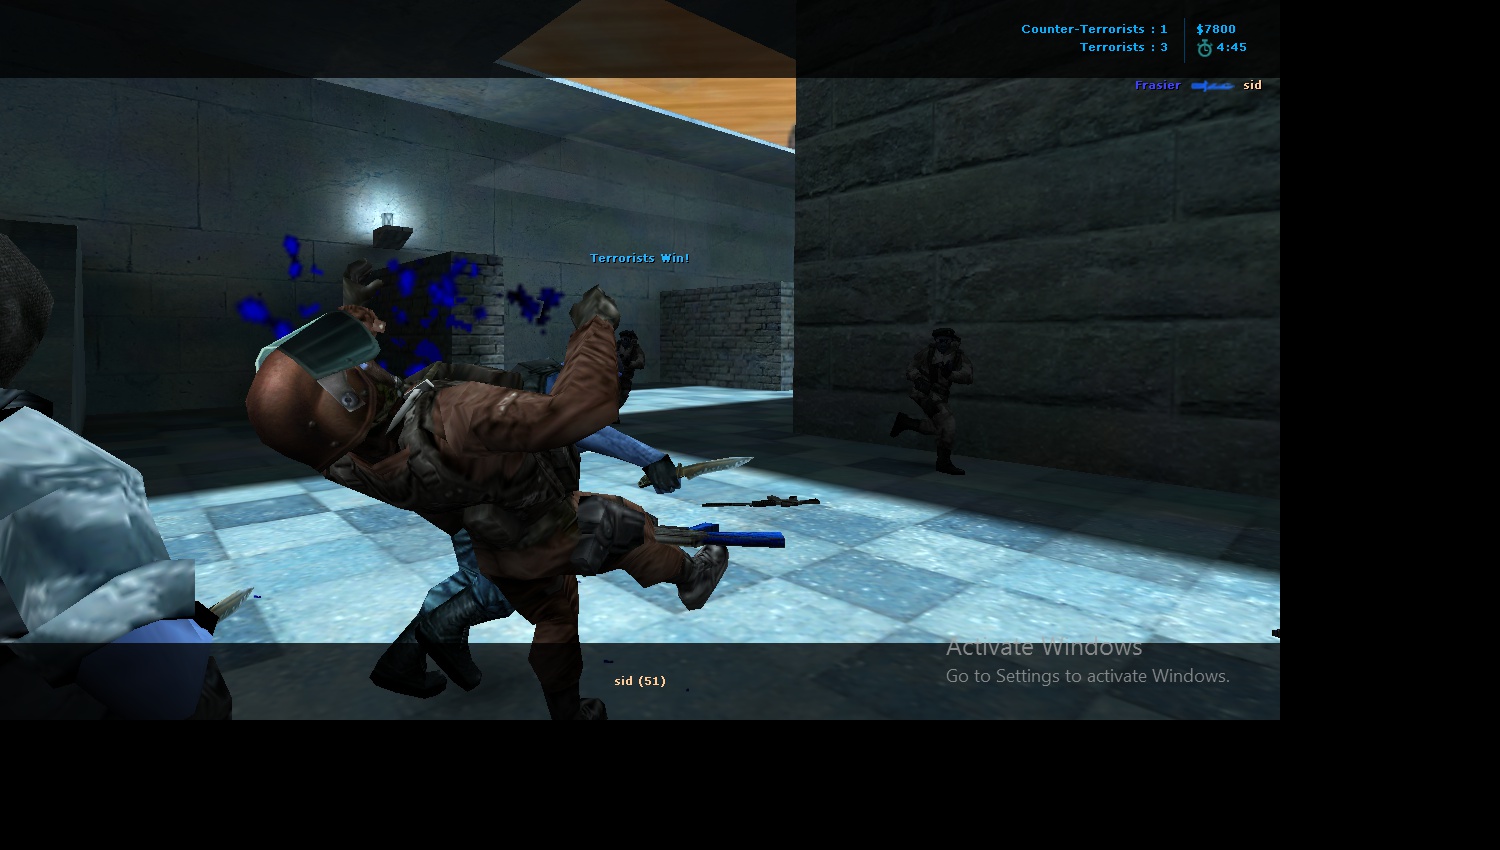 Counter-Terrorists : 1 $7800
Terrorists : 3 4:45
Frasier sid
Terrorists Win!
Activate Windows
Go to Settings to activate Windows.
sid (51)